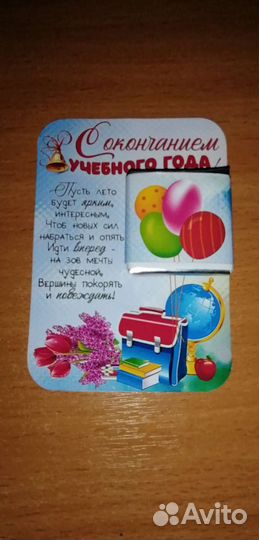 С окончанием
УЧЕБНОГО ГОДА!
Пусть лето
будет ярким,
интересным,
Чтоб новых сил
набраться и опять
Идти вперед -
на зов мечты
чудесной,
Вершины покорять
и побеждать!
Avito